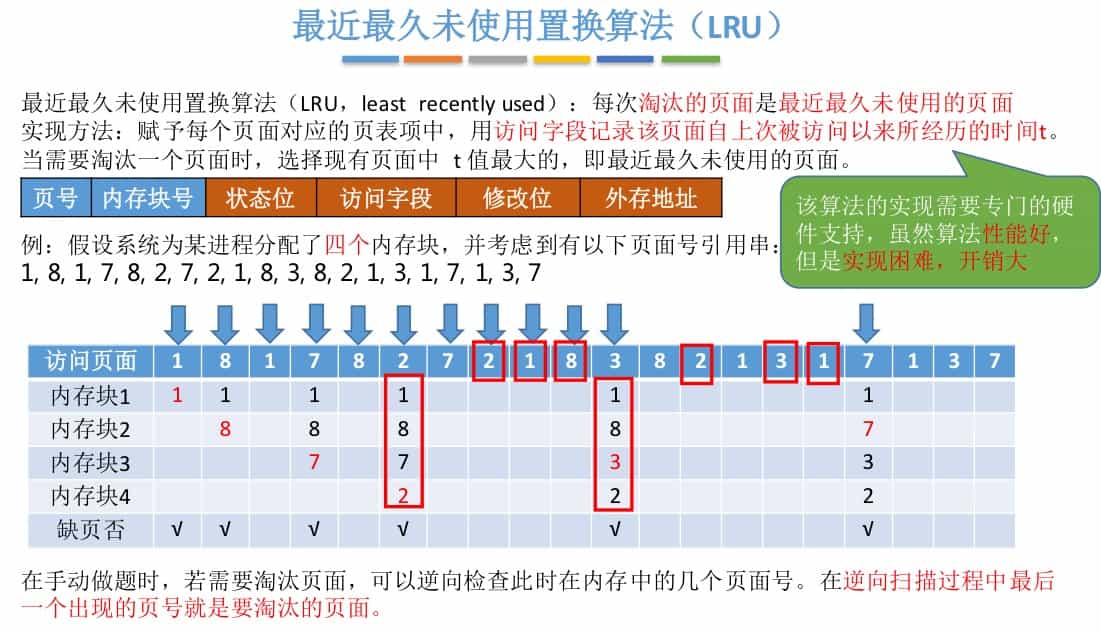 最近最久未使用置换算法（LRU）
最近最久未使用置换算法（LRU，least recently used）：每次淘汰的页面是最近最久未使用的页面
实现方法：赋予每个页面对应的页表项中，用访问字段记录该页面自上次被访问以来所经历的时间t。
当需要淘汰一个页面时，选择现有页面中 t 值最大的，即最近最久未使用的页面。
页号 内存块号 状态位 访问字段 修改位 外存地址
该算法的实现需要专门的硬
件支持，虽然算法性能好，
但是实现困难，开销大
例：假设系统为某进程分配了四个内存块，并考虑到有以下页面号引用串：
1, 8, 1, 7, 8, 2, 7, 2, 1, 8, 3, 8, 2, 1, 3, 1, 7, 1, 3, 7
访问页面 1 8 1 7 8 2 7 2 1 8 3 8 2 1 3 1 7 1 3 7
内存块1 1 1 1 1 1 1
内存块2 8 8 8 8 7
内存块3 7 7 3 3
内存块4 2 2 2
缺页否 √ √ √ √ √ √
在手动做题时，若需要淘汰页面，可以逆向检查此时在内存中的几个页面号。在逆向扫描过程中最后
一个出现的页号就是要淘汰的页面。